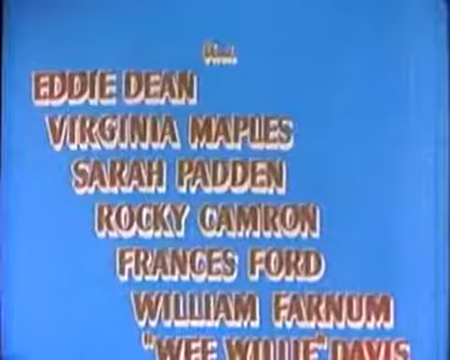 EDDIE DEAN
VIRGINIA MAPLES
SARAH PADDEN
ROCKY CAMRON
FRANCES FORD
WILLIAM FARNUM
"WEE WILLIE" DAVIS